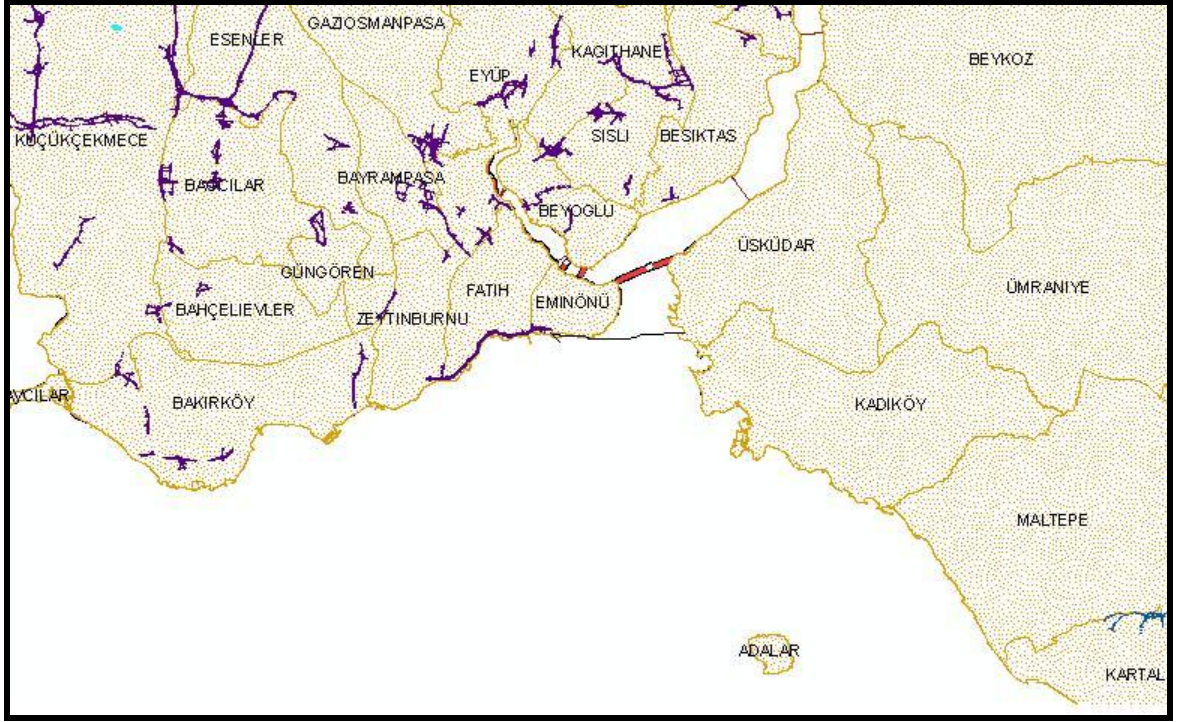 GAZIOSMANPASA
ESENLER
KAGITHANE
BEYKOZ
EYÜP
KÜÇÜKÇEKMECE
SISLI
BESIKTAS
BAGCILAR
BAYRAMPASA
BEYOGLU
ÜSKÜDAR
GÜNGÖREN
FATIH
ÜMRANIYE
EMINÖNÜ
BAHÇELIEVLER
ZEYTINBURNU
AVCILAR
BAKIRKÖY
KADIKÖY
MALTEPE
ADALAR
KARTAL